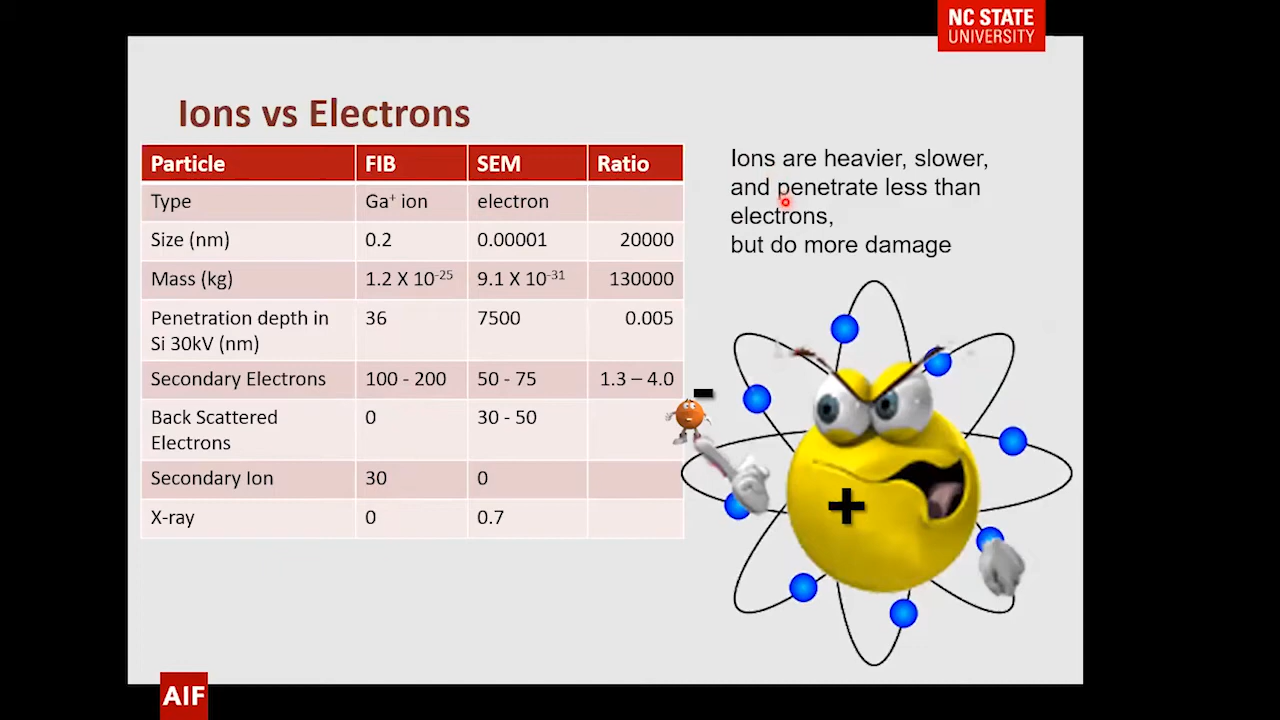 NC STATE
UNIVERSITY
Ions vs Electrons
Particle FIB SEM Ratio
Type Ga⁺ ion electron
Size (nm) 0.2 0.00001 20000
Mass (kg) 1.2 X 10⁻²⁵ 9.1 X 10⁻³¹ 130000
Penetration depth in 36 7500 0.005
Si 30kV (nm)
Secondary Electrons 100 - 200 50 - 75 1.3 – 4.0
Back Scattered 0 30 - 50
Electrons
Secondary Ion 30 0
X-ray 0 0.7
Ions are heavier, slower,
and penetrate less than
electrons,
but do more damage
-
+
AIF